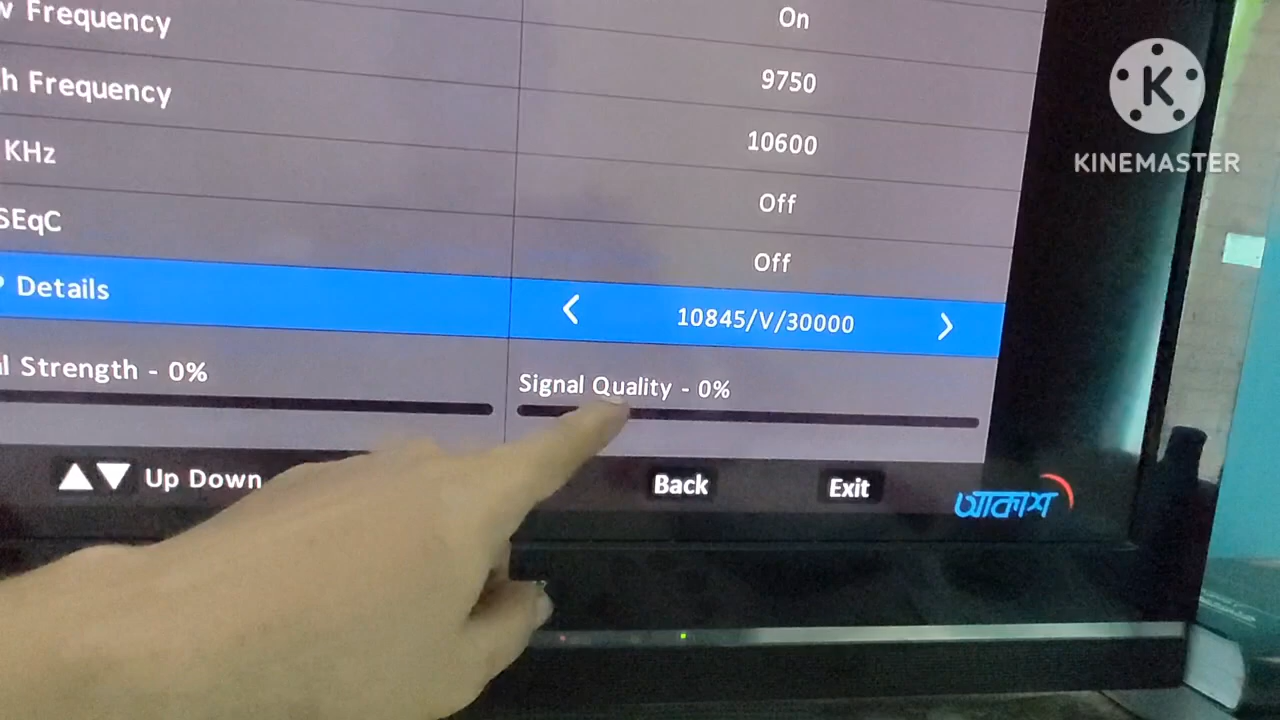 w Frequency On
h Frequency 9750
KHz 10600
SEqC Off
Off
Details 10845/V/30000
l Strength - 0% Signal Quality - 0%
Up Down Back Exit
আকাশ
K
KINEMASTER